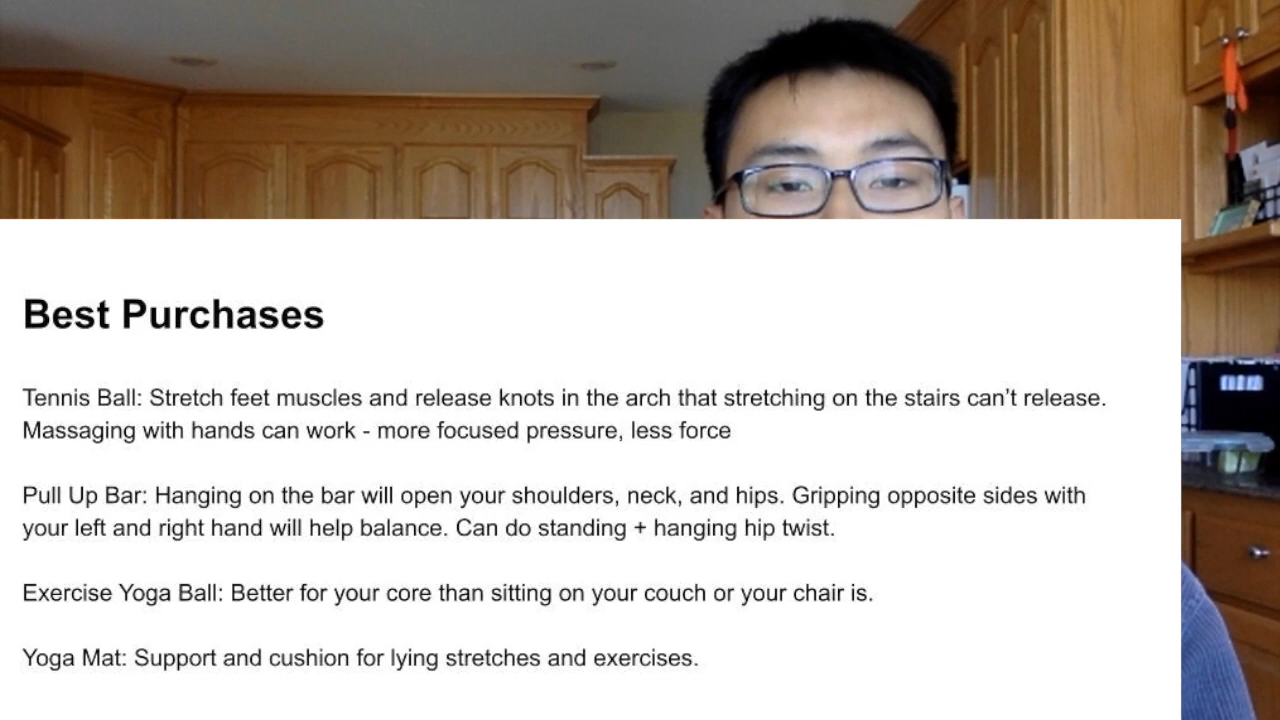 Best Purchases
Tennis Ball: Stretch feet muscles and release knots in the arch that stretching on the stairs can’t release.
Massaging with hands can work - more focused pressure, less force
Pull Up Bar: Hanging on the bar will open your shoulders, neck, and hips. Gripping opposite sides with
your left and right hand will help balance. Can do standing + hanging hip twist.
Exercise Yoga Ball: Better for your core than sitting on your couch or your chair is.
Yoga Mat: Support and cushion for lying stretches and exercises.